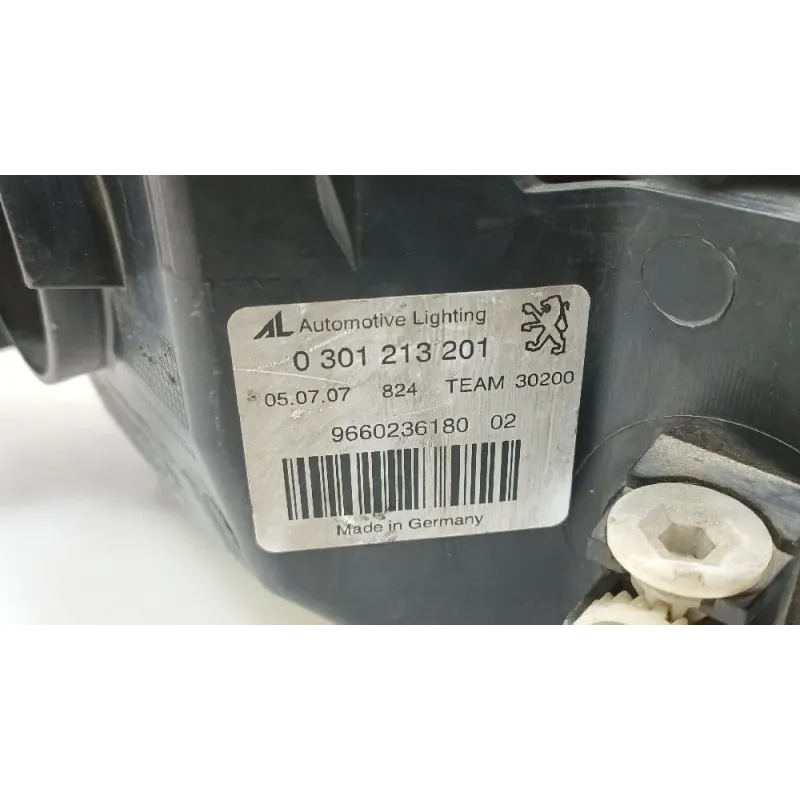 AL Automotive Lighting
0 301 213 201
05.07.07 824 TEAM 30200
9660236180 02
Made in Germany